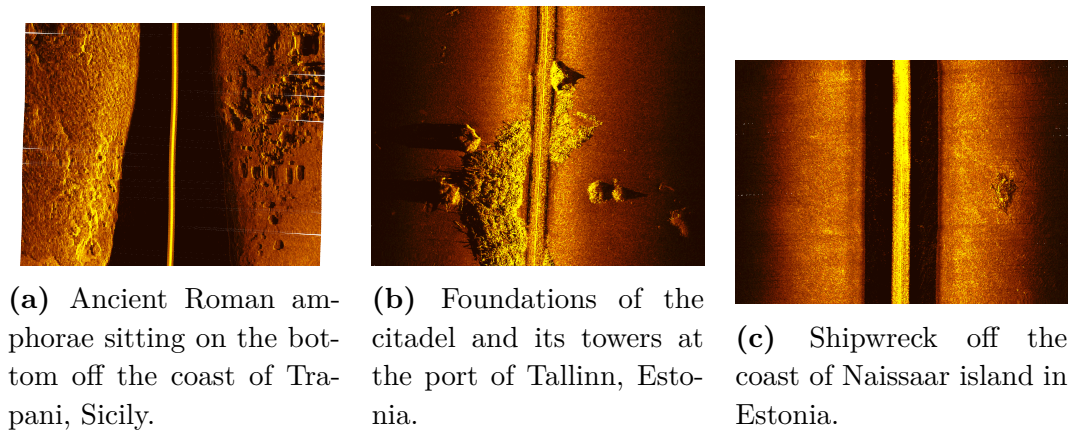 (a) Ancient Roman am-
phorae sitting on the bot-
tom off the coast of Tra-
pani, Sicily.
(b) Foundations of the
citadel and its towers at
the port of Tallinn, Esto-
nia.
(c) Shipwreck off the
coast of Naissaar island in
Estonia.